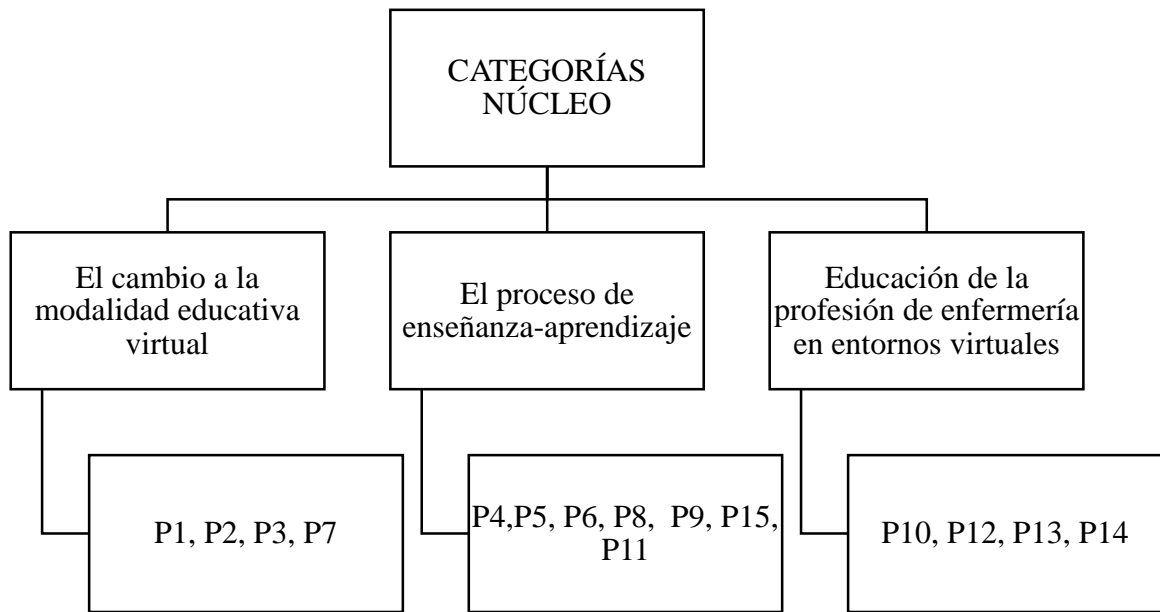 CATEGORÍAS
NÚCLEO
El cambio a la
modalidad educativa
virtual
El proceso de
enseñanza-aprendizaje
Educación de la
profesión de enfermería
en entornos virtuales
P1, P2, P3, P7
P4,P5, P6, P8, P9, P15,
P11
P10, P12, P13, P14